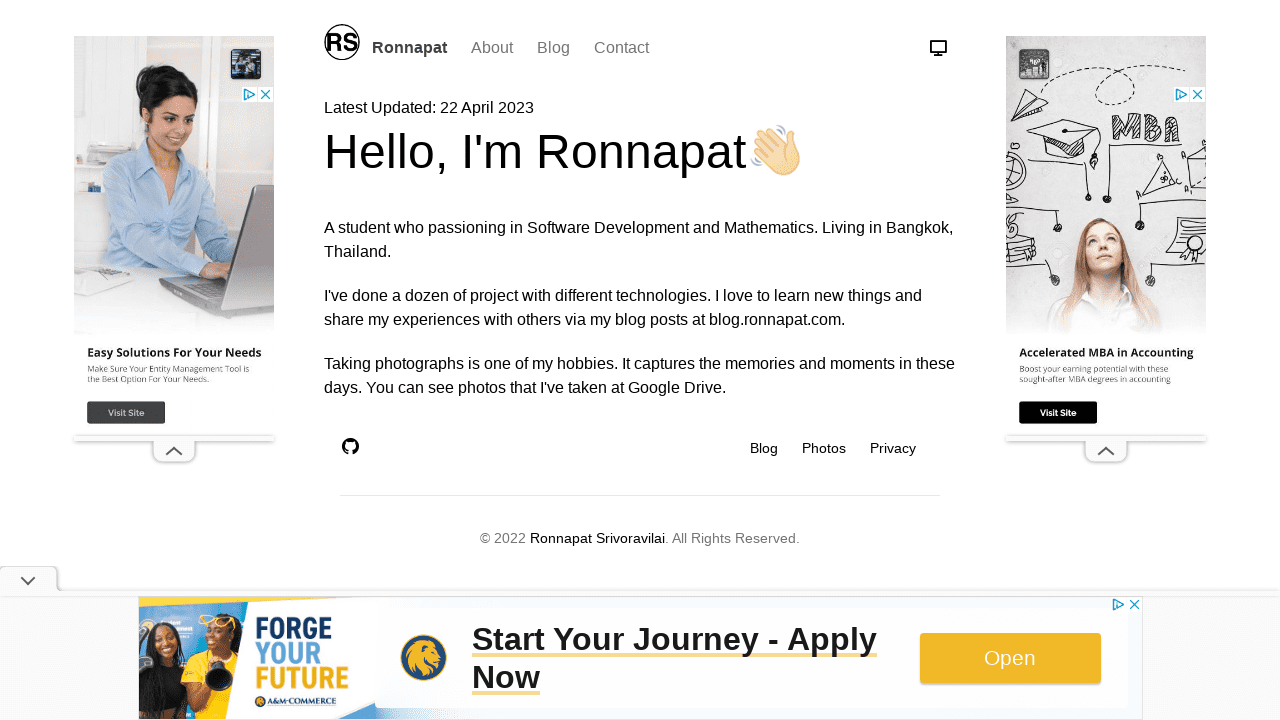 RS Ronnapat About Blog Contact
Latest Updated: 22 April 2023
Hello, I'm Ronnapat
A student who passioning in Software Development and Mathematics. Living in Bangkok,
Thailand.
I've done a dozen of project with different technologies. I love to learn new things and
share my experiences with others via my blog posts at blog.ronnapat.com.
Taking photographs is one of my hobbies. It captures the memories and moments in these
days. You can see photos that I've taken at Google Drive.
Blog Photos Privacy
© 2022 Ronnapat Srivoravilai. All Rights Reserved.
Easy Solutions For Your Needs
Make Sure Your Entity Management Tool is
the Best Option For Your Needs.
Visit Site
MBA
Accelerated MBA in Accounting
Boost your earning potential with these
sought-after MBA degrees in accounting
Visit Site
FORGE
YOUR
FUTURE
A&M-COMMERCE
Start Your Journey - Apply
Now
Open